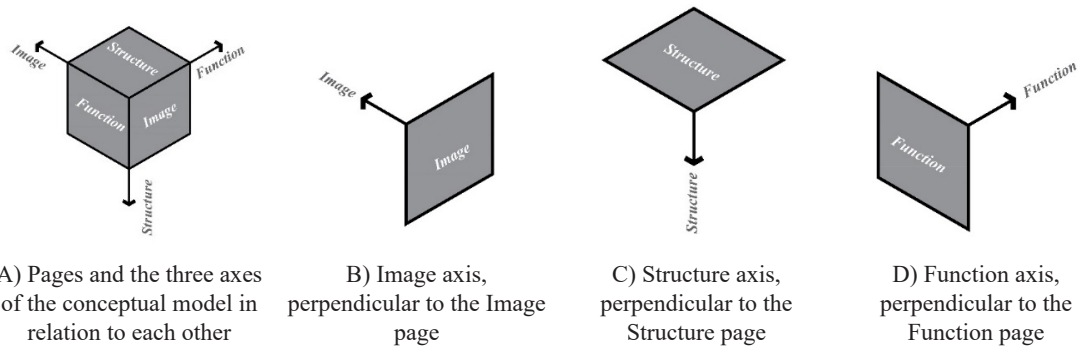 Image
Structure
Function
Function
Image
Structure
Image
Image
Structure
Structure
Function
Function
A) Pages and the three axes
of the conceptual model in
relation to each other
B) Image axis,
perpendicular to the Image
page
C) Structure axis,
perpendicular to the
Structure page
D) Function axis,
perpendicular to the
Function page